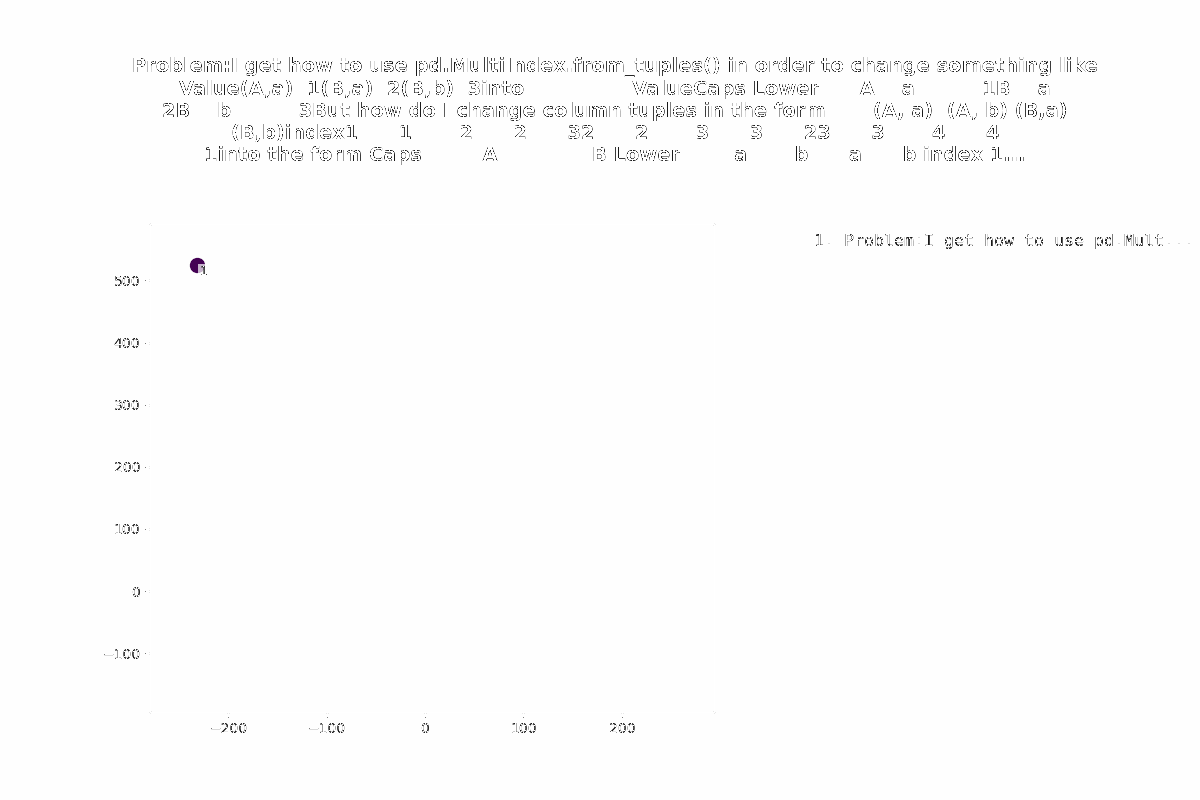 Problem:I get how to use pd.MultiIndex.from_tuples() in order to change something like
Value(A,a)  1(B,a)  2(B,b)  3into                ValueCaps Lower      A    a          1B    a
2B    b          3But how do I change column tuples in the form       (A, a)  (A, b) (B,a)
(B,b)index1      1       2      2      32      2       3      3      23      3       4      4
1into the form Caps         A              B Lower        a       b      a      b index 1...
1. Problem:I get how to use pd.Mult...
1
500
400
300
200
100
0
−100
−200
−100
0
100
200